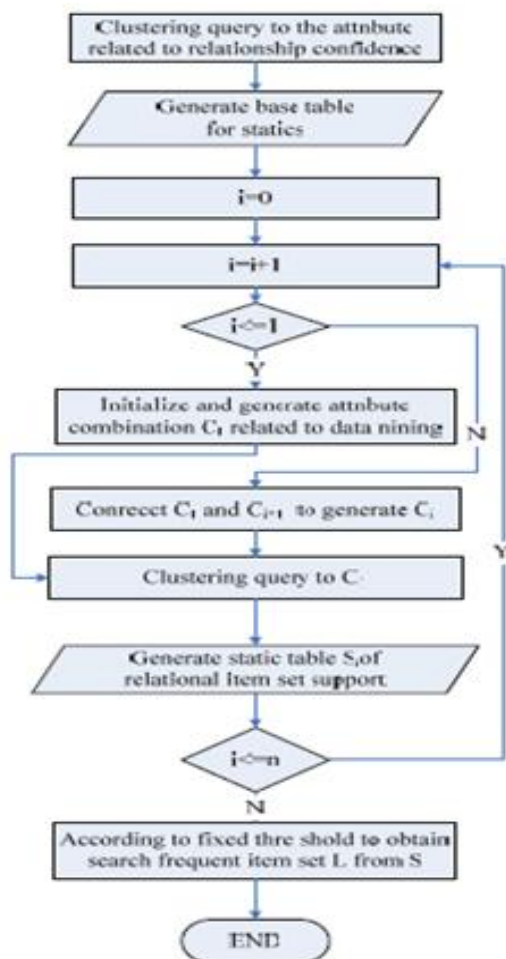 Clustering query to the attribute
related to relationship confidence
Generate base table
for statics
i=0
i=i+1
i<=1
Y
Initialize and generate attribute
combination C₁ related to data nining
N
Conrecct C₁ and Cᵢ₋₁ to generate Cᵢ
Y
Clustering query to C
Generate static table Sᵢ of
relational item set support
i<=n
N
According to fixed thre shold to obtain
search frequent item set L from S
END